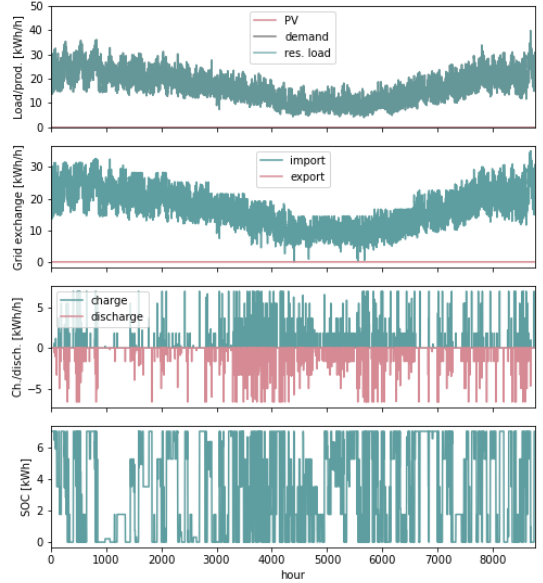 50
40
30
20
10
0
Load/prod. [kWh/h]
PV
demand
res. load
30
20
10
0
Grid exchange [kWh/h]
import
export
5
0
−5
Ch./disch. [kWh/h]
charge
discharge
6
4
2
0
SOC [kWh]
0 1000 2000 3000 4000 5000 6000 7000 8000
hour